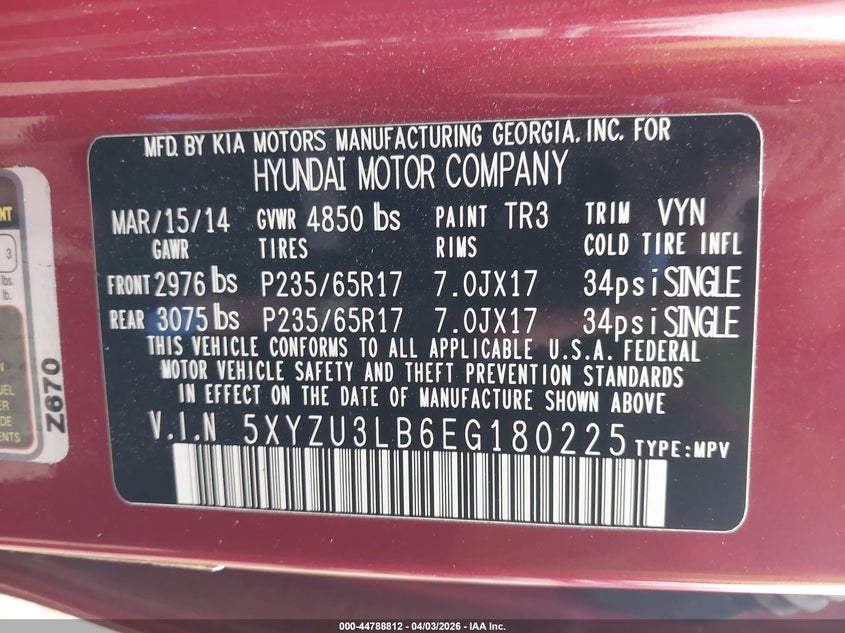 MFD. BY KIA MOTORS MANUFACTURING GEORGIA, INC. FOR
HYUNDAI MOTOR COMPANY
MAR/15/14 GVWR 4850 lbs PAINT TR3 TRIM VYN
GAWR TIRES RIMS COLD TIRE INFL
FRONT 2976 lbs P235/65R17 7.0JX17 34psi SINGLE
REAR 3075 lbs P235/65R17 7.0JX17 34psi SINGLE
THIS VEHICLE CONFORMS TO ALL APPLICABLE U.S.A. FEDERAL
MOTOR VEHICLE SAFETY AND THEFT PREVENTION STANDARDS
IN EFFECT ON THE DATE OF MANUFACTURE SHOWN ABOVE
V.I.N 5XYZU3LB6EG180225 TYPE:MPV
3
lbs.
lb.
Z670
000-44788812 - 04/03/2026 - IAA Inc.